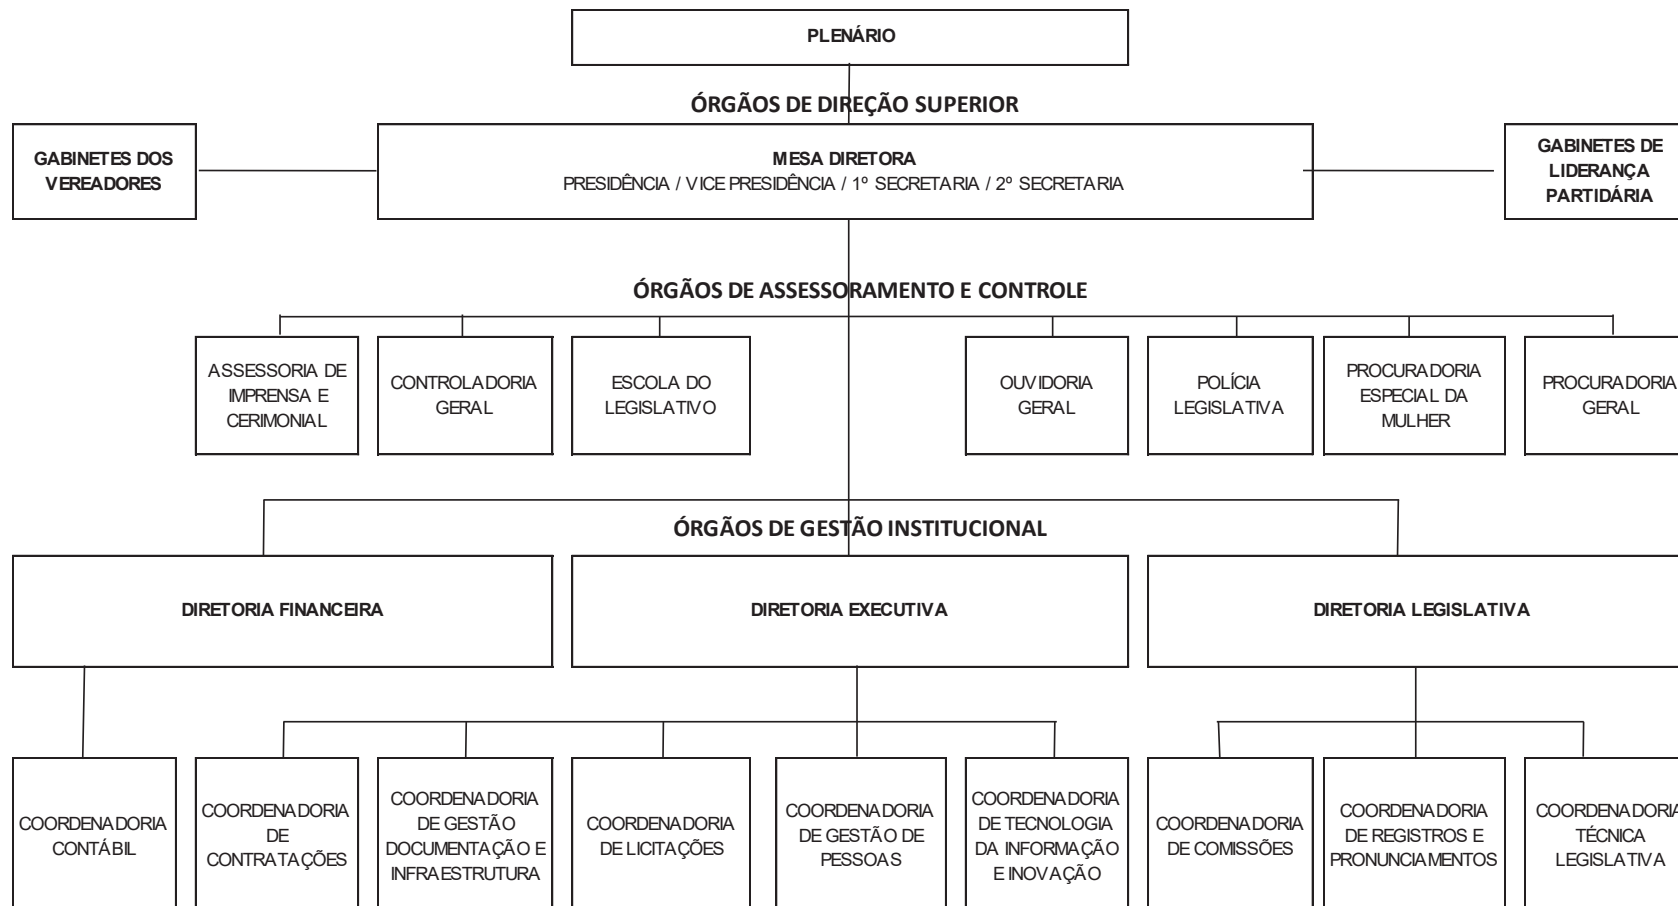 PLENÁRIO
ÓRGÃOS DE DIREÇÃO SUPERIOR
GABINETES DOS
VEREADORES
MESA DIRETORA
PRESIDÊNCIA / VICE PRESIDÊNCIA / 1º SECRETARIA / 2º SECRETARIA
GABINETES DE
LIDERANÇA
PARTIDÁRIA
ÓRGÃOS DE ASSESSORAMENTO E CONTROLE
ASSESSORIA DE
IMPRENSA E
CERIMONIAL
CONTROLADORIA
GERAL
ESCOLA DO
LEGISLATIVO
OUVIDORIA
GERAL
POLÍCIA
LEGISLATIVA
PROCURADORIA
ESPECIAL DA
MULHER
PROCURADORIA
GERAL
ÓRGÃOS DE GESTÃO INSTITUCIONAL
DIRETORIA FINANCEIRA
DIRETORIA EXECUTIVA
DIRETORIA LEGISLATIVA
COORDENADORIA
CONTÁBIL
COORDENADORIA
DE
CONTRATAÇÕES
COORDENADORIA
DE GESTÃO
DOCUMENTAÇÃO E
INFRAESTRUTURA
COORDENADORIA
DE LICITAÇÕES
COORDENADORIA
DE GESTÃO DE
PESSOAS
COORDENADORIA
DE TECNOLOGIA
DA INFORMAÇÃO
E INOVAÇÃO
COORDENADORIA
DE COMISSÕES
COORDENADORIA
DE REGISTROS E
PRONUNCIAMENTOS
COORDENADORIA
TÉCNICA
LEGISLATIVA